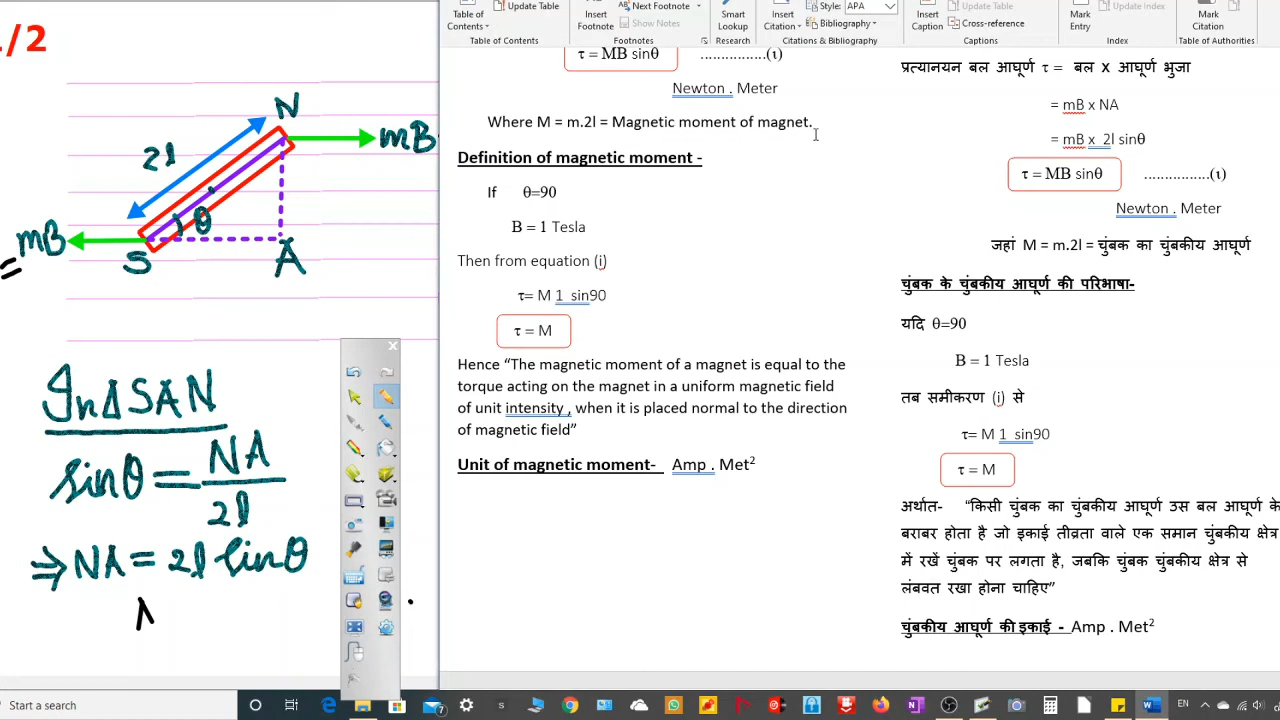 1/2
N
mB
2l
θ
mB
S
A
=
In Δ SAN
sinθ = NA
2l
⇒ NA = 2l sinθ
Table of
Contents
Update Table
Table of Contents
Insert
Footnote
Next Footnote
Show Notes
Footnotes
Smart
Lookup
Research
Insert
Citation
Style: APA
Bibliography
Citations & Bibliography
Insert
Caption
Update Table
Cross-reference
Captions
Mark
Entry
Update Index
Index
Mark
Citation
Table of Authorities
τ = MB sinθ ................(ι)
Newton . Meter
Where M = m.2l = Magnetic moment of magnet.
Definition of magnetic moment -
If θ=90
B = 1 Tesla
Then from equation (i)
τ= M 1 sin90
τ = M
Hence “The magnetic moment of a magnet is equal to the
torque acting on the magnet in a uniform magnetic field
of unit intensity , when it is placed normal to the direction
of magnetic field”
Unit of magnetic moment- Amp . Met²
प्रत्यानयन बल आघूर्ण τ = बल X आघूर्ण भुजा
= mB x NA
= mB x 2l sinθ
τ = MB sinθ ................(ι)
Newton . Meter
जहां M = m.2l = चुंबक का चुंबकीय आघूर्ण
चुंबक के चुंबकीय आघूर्ण की परिभाषा-
यदि θ=90
B = 1 Tesla
तब समीकरण (i) से
τ= M 1 sin90
τ = M
अर्थात- “किसी चुंबक का चुंबकीय आघूर्ण उस बल आघूर्ण के
बराबर होता है जो इकाई तीव्रता वाले एक समान चुंबकीय क्षेत्र
में रखें चुंबक पर लगता है, जबकि चुंबक चुंबकीय क्षेत्र से
लंबवत रखा होना चाहिए”
चुंबकीय आघूर्ण की इकाई - Amp . Met²
Start a search
EN